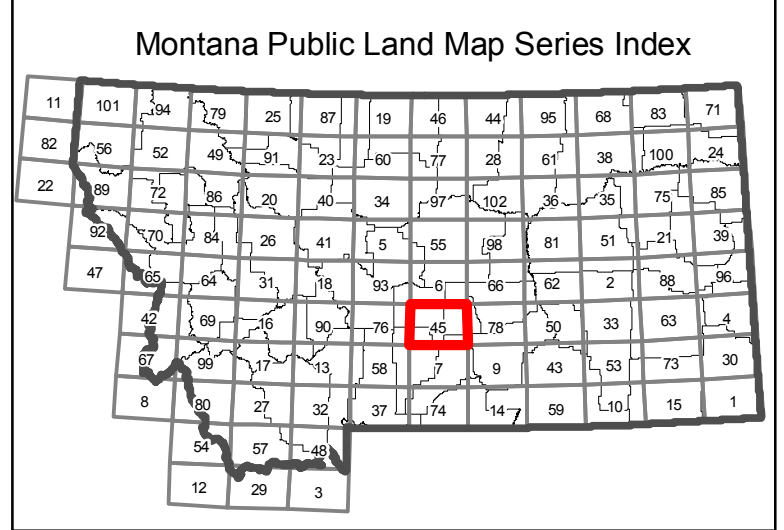 Montana Public Land Map Series Index
11 101 94 79 25 87 19 46 44 95 68 83 71
82 56 52 49 91 23 60 77 28 61 38 100 24
22 89 72 86 20 40 34 97 102 36 35 75 85
92 70 84 26 41 5 55 98 81 51 21 39
47 65 64 31 18 93 6 66 62 2 88 96
42 69 16 90 76 45 78 50 33 63 4
67 99 17 13 58 7 9 43 53 73 30
8 80 27 32 37 74 14 59 10 15 1
54 57 48
12 29 3